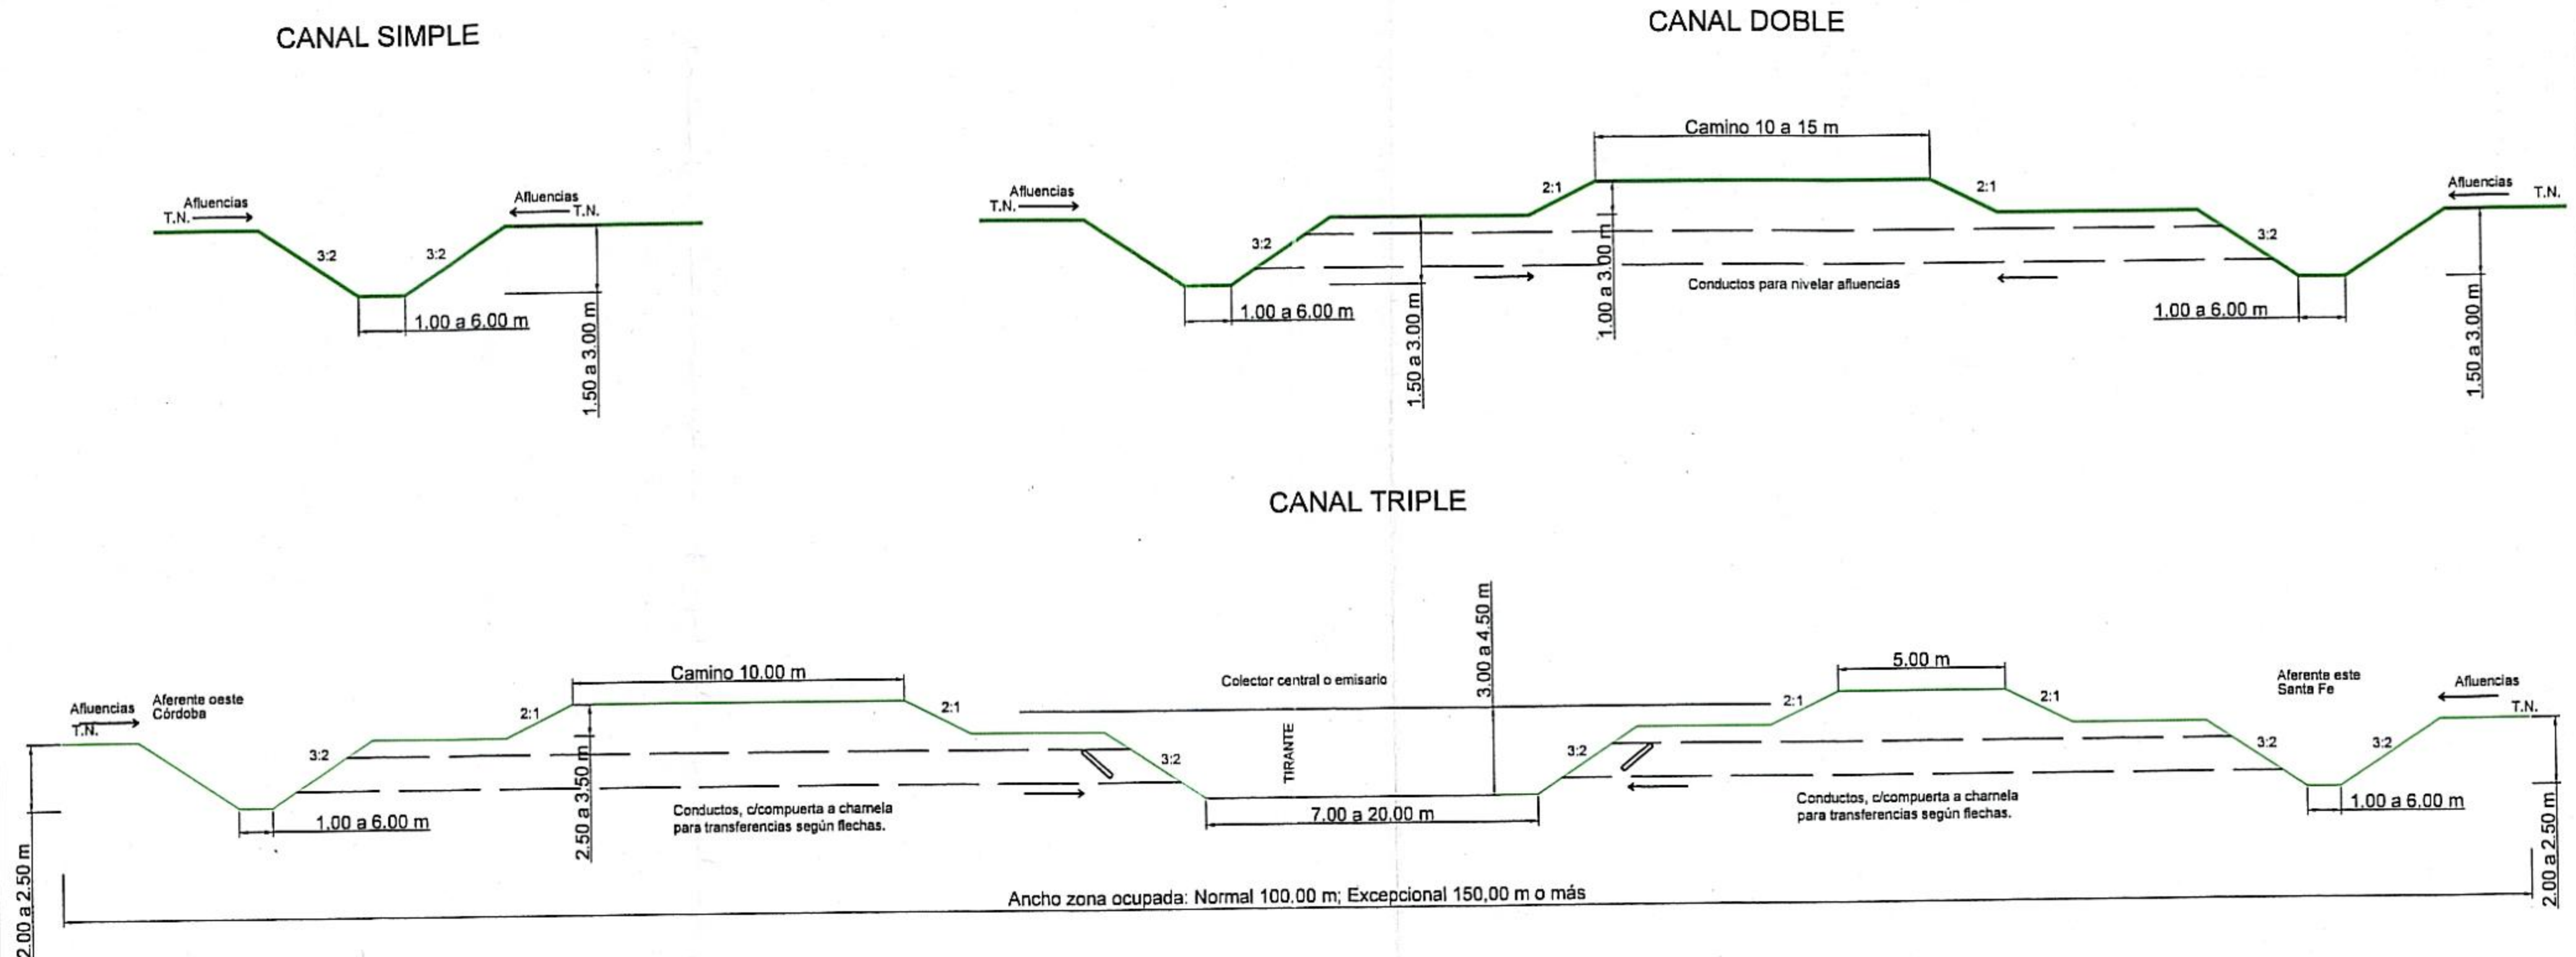 CANAL SIMPLE
Afluencias
T.N.
Afluencias
T.N.
3:2
3:2
1.00 a 6.00 m
1.50 a 3.00 m
CANAL DOBLE
Camino 10 a 15 m
Afluencias
T.N.
2:1
2:1
Afluencias
T.N.
3:2
3:2
1.00 a 3.00 m
Conductos para nivelar afluencias
1.00 a 6.00 m
1.50 a 3.00 m
1.00 a 6.00 m
1.50 a 3.00 m
CANAL TRIPLE
3.00 a 4.50 m
Camino 10.00 m
Colector central o emisario
5.00 m
Afluencias
T.N.
Aferente oeste
Córdoba
2:1
2:1
2:1
2:1
Aferente este
Santa Fe
Afluencias
T.N.
3:2
3:2
TIRANTE
3:2
3:2
3:2
1.00 a 6.00 m
2.50 a 3.50 m
Conductos, c/compuerta a charnela
para transferencias según flechas.
7.00 a 20.00 m
Conductos, c/compuerta a charnela
para transferencias según flechas.
1.00 a 6.00 m
2.00 a 2.50 m
2.00 a 2.50 m
Ancho zona ocupada: Normal 100.00 m; Excepcional 150,00 m o más